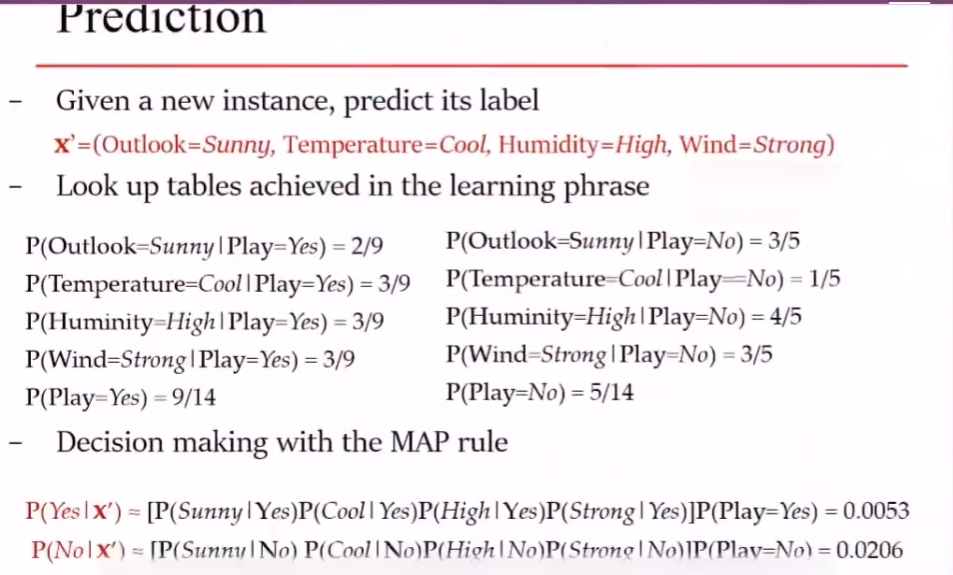 Prediction
– Given a new instance, predict its label
x'=(Outlook=Sunny, Temperature=Cool, Humidity=High, Wind=Strong)
– Look up tables achieved in the learning phrase
P(Outlook=Sunny|Play=Yes) = 2/9
P(Temperature=Cool|Play=Yes) = 3/9
P(Huminity=High|Play=Yes) = 3/9
P(Wind=Strong|Play=Yes) = 3/9
P(Play=Yes) = 9/14
P(Outlook=Sunny|Play=No) = 3/5
P(Temperature=Cool|Play==No) = 1/5
P(Huminity=High|Play=No) = 4/5
P(Wind=Strong|Play=No) = 3/5
P(Play=No) = 5/14
– Decision making with the MAP rule
P(Yes|x') ≈ [P(Sunny|Yes)P(Cool|Yes)P(High|Yes)P(Strong|Yes)]P(Play=Yes) = 0.0053
P(No|x') ≈ [P(Sunny|No) P(Cool|No)P(High|No)P(Strong|No)]P(Play=No) = 0.0206